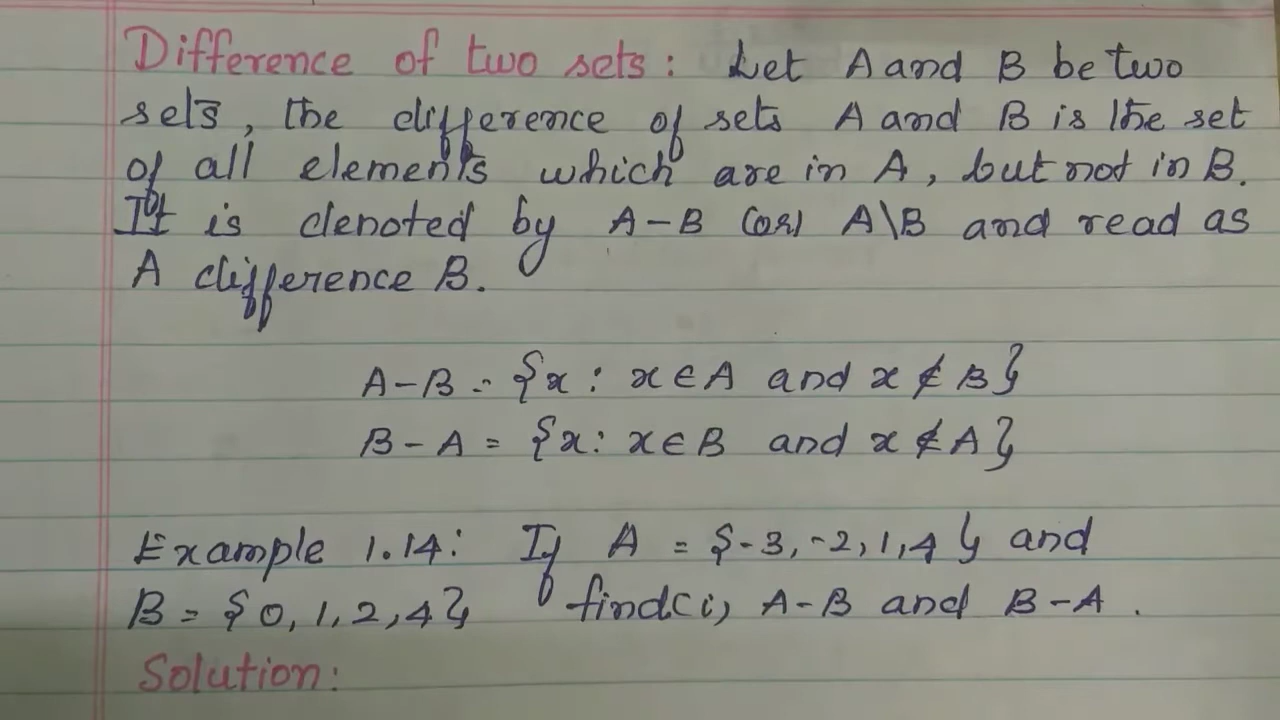 Difference of two sets: Let A and B be two
sets, the difference of sets A and B is the set
of all elements which are in A, but not in B.
It is denoted by A-B (or) A\B and read as
A difference B.
A-B = {x: x∈A and x∉B}
B-A = {x: x∈B and x∉A}
Example 1.14: If A = {-3,-2,1,4} and
B = {0,1,2,4} find (i) A-B and B-A.
Solution: